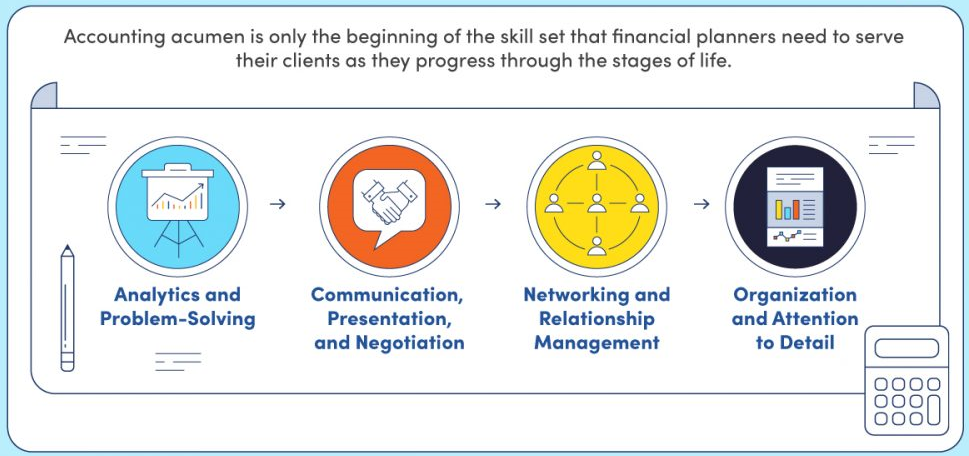 Accounting acumen is only the beginning of the skill set that financial planners need to serve
their clients as they progress through the stages of life.
Analytics and
Problem-Solving
Communication,
Presentation,
and Negotiation
Networking and
Relationship
Management
Organization
and Attention
to Detail